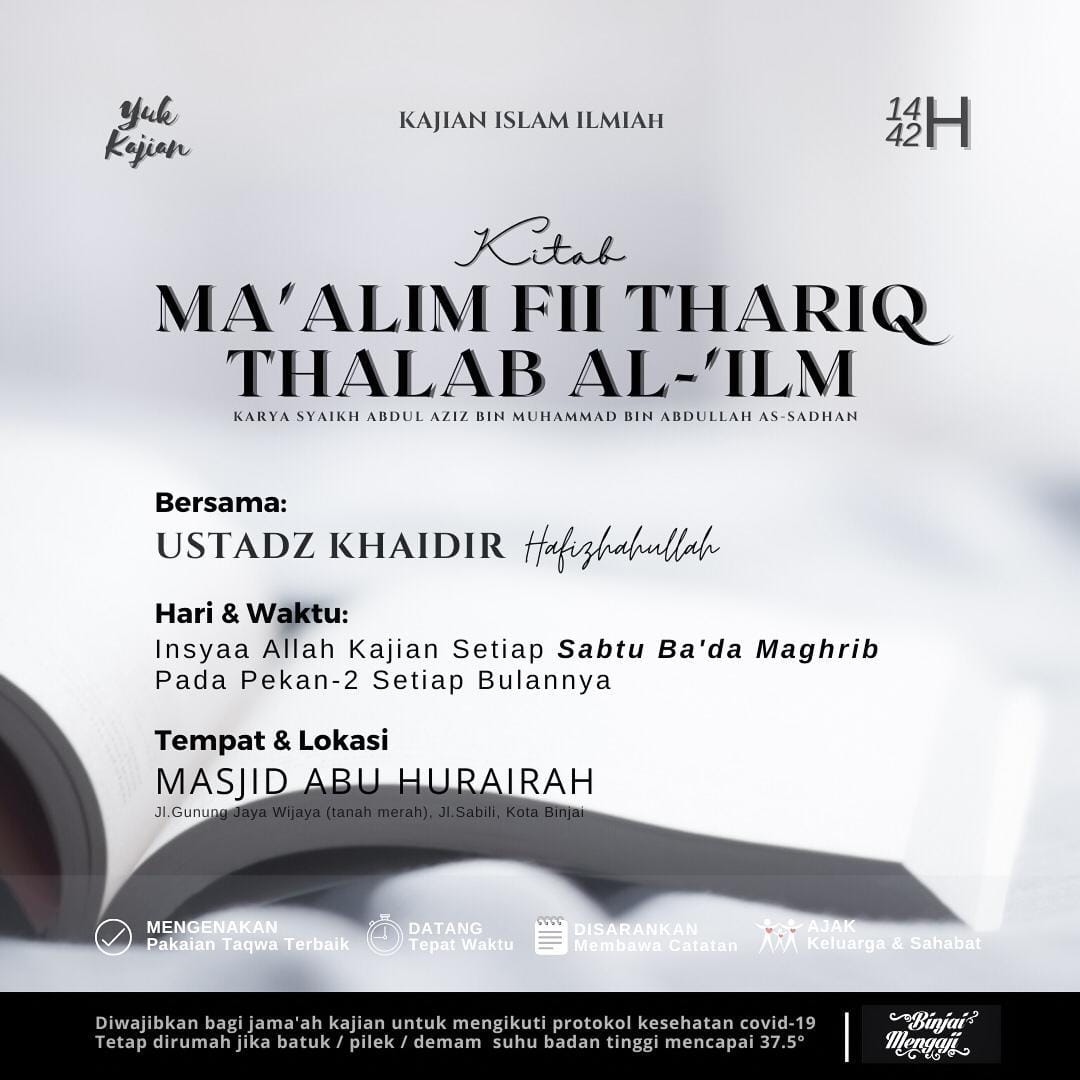 Yuk
Kajian
KAJIAN ISLAM ILMIAH
14
42 H
Kitab
MA'ALIM FII THARIQ
THALAB AL-'ILM
KARYA SYAIKH ABDUL AZIZ BIN MUHAMMAD BIN ABDULLAH AS-SADHAN
Bersama:
USTADZ KHAIDIR Hafizhahullah
Hari & Waktu:
Insyaa Allah Kajian Setiap Sabtu Ba'da Maghrib
Pada Pekan-2 Setiap Bulannya
Tempat & Lokasi
MASJID ABU HURAIRAH
Jl.Gunung Jaya Wijaya (tanah merah), Jl.Sabili, Kota Binjai
MENGENAKAN
Pakaian Taqwa Terbaik
DATANG
Tepat Waktu
DISARANKAN
Membawa Catatan
AJAK
Keluarga & Sahabat
Diwajibkan bagi jama'ah kajian untuk mengikuti protokol kesehatan covid-19
Tetap dirumah jika batuk / pilek / demam suhu badan tinggi mencapai 37.5°
Binjai
Mengaji